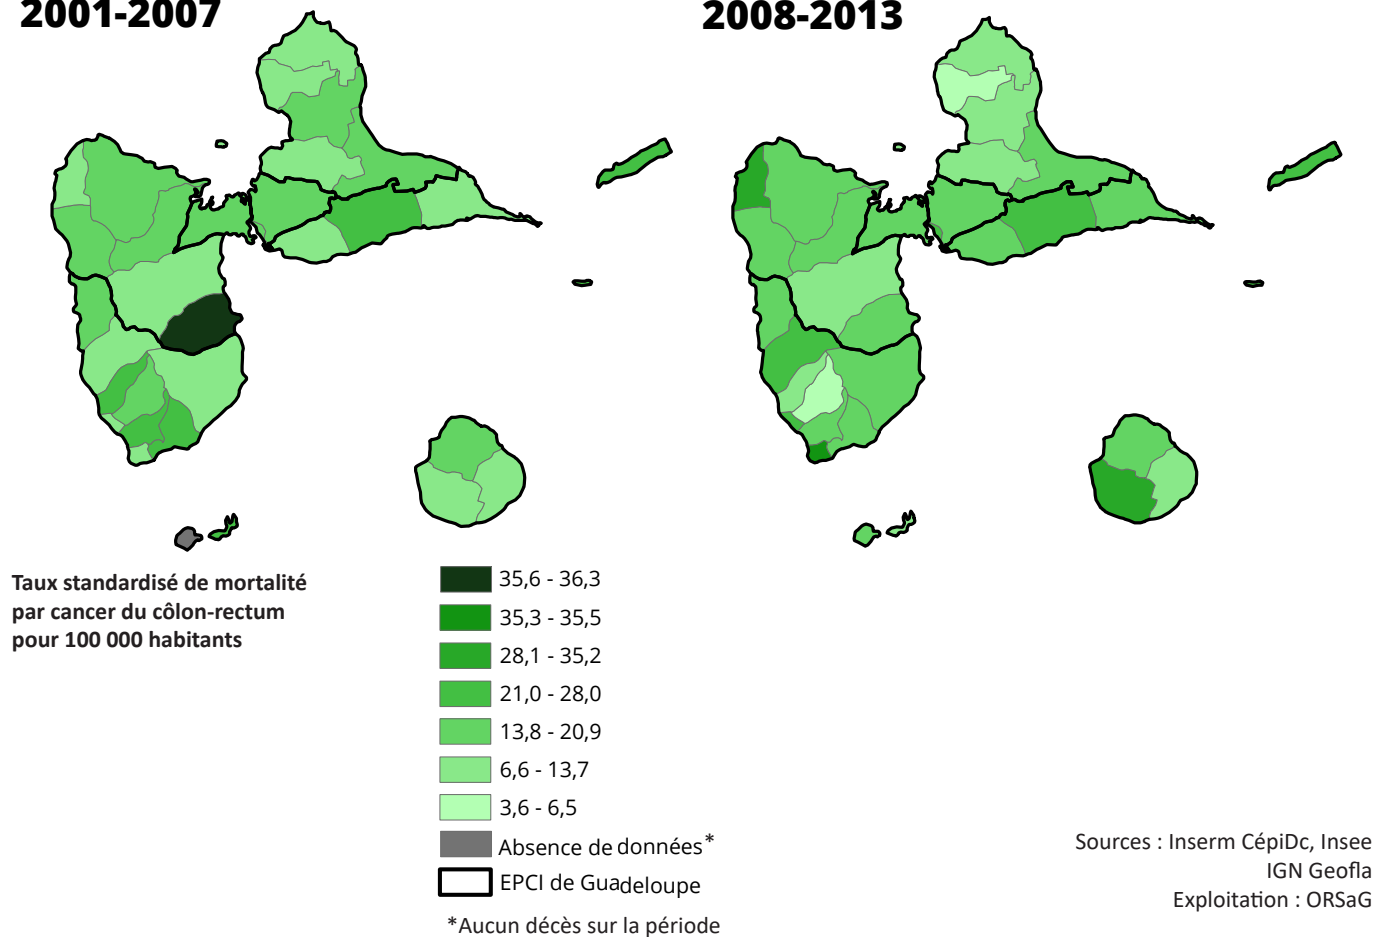 2001-2007
2008-2013
Taux standardisé de mortalité
par cancer du côlon-rectum
pour 100 000 habitants
35,6 - 36,3
35,3 - 35,5
28,1 - 35,2
21,0 - 28,0
13,8 - 20,9
6,6 - 13,7
3,6 - 6,5
Absence de données*
EPCI de Guadeloupe
*Aucun décès sur la période
Sources : Inserm CépiDc, Insee
IGN Geofla
Exploitation : ORSaG